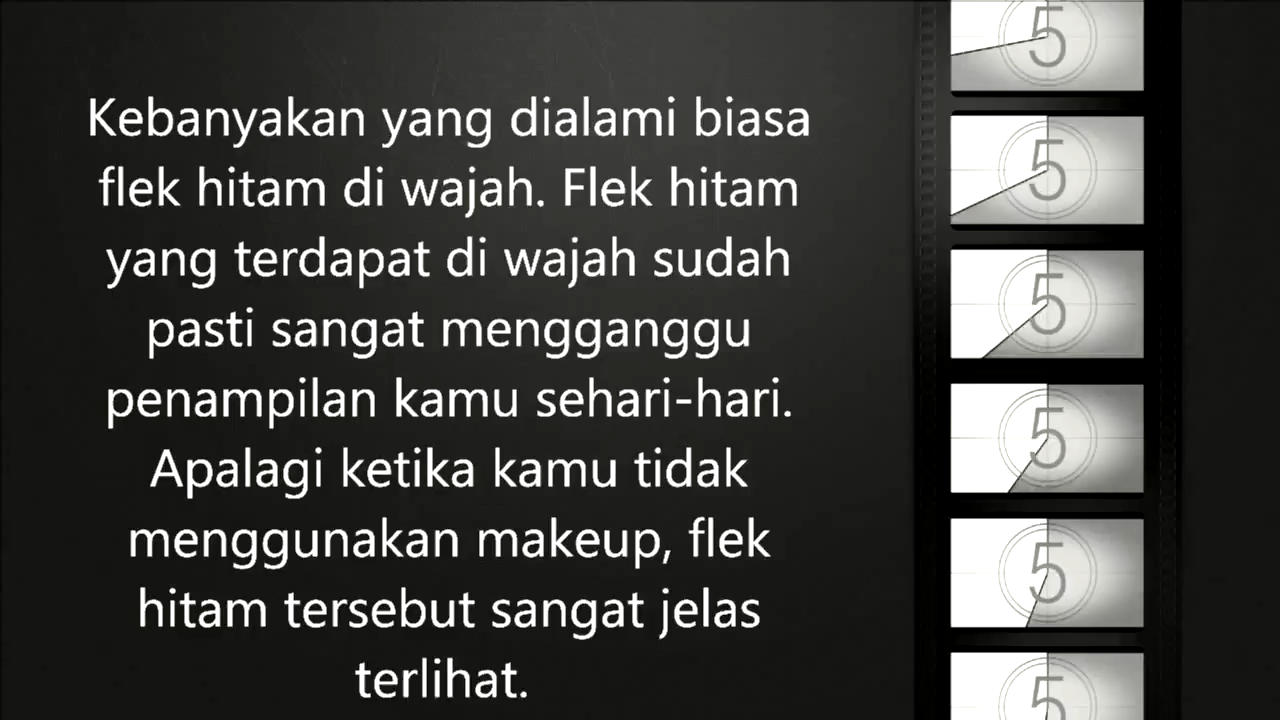 Kebanyakan yang dialami biasa
flek hitam di wajah. Flek hitam
yang terdapat di wajah sudah
pasti sangat mengganggu
penampilan kamu sehari-hari.
Apalagi ketika kamu tidak
menggunakan makeup, flek
hitam tersebut sangat jelas
terlihat.
5
5
5
5
5
5